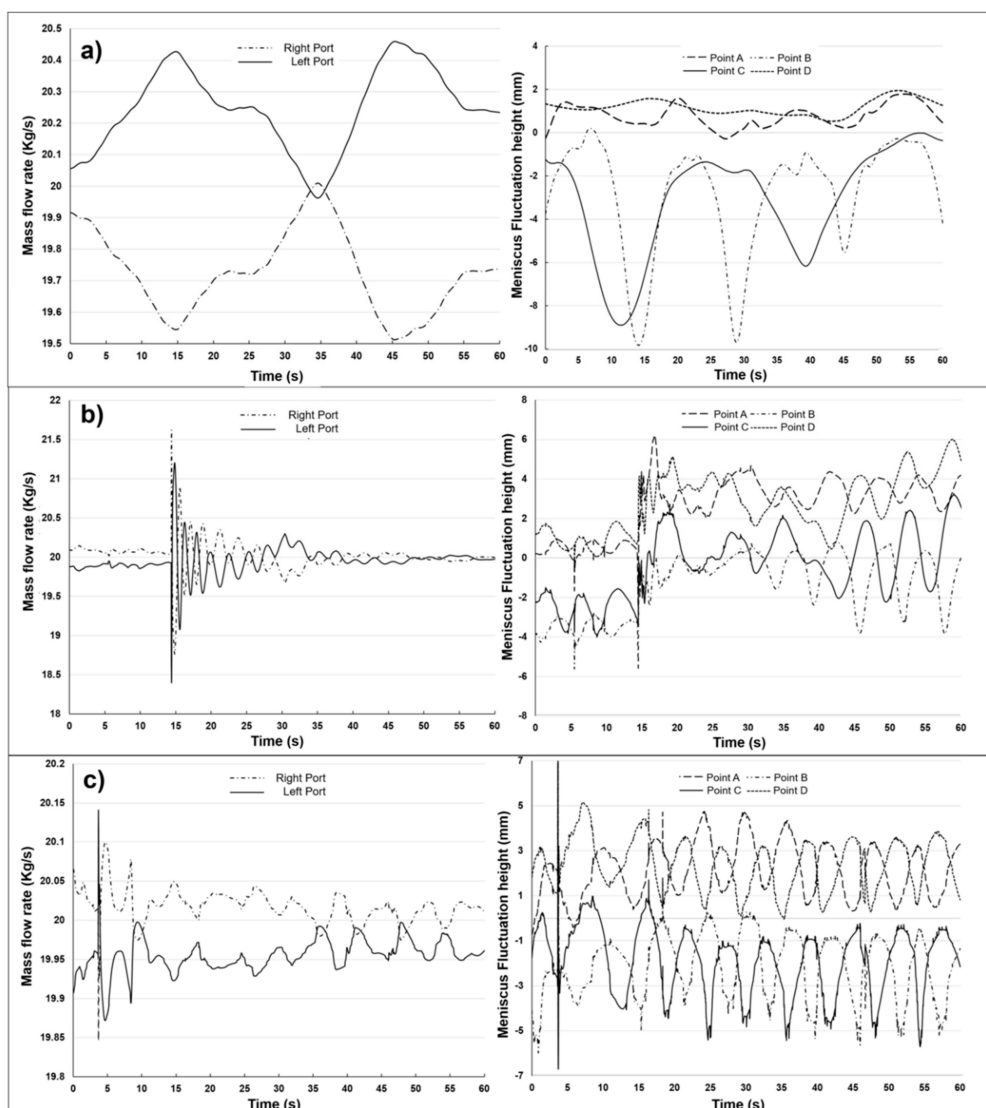 a)
Right Port
Left Port
Mass flow rate (Kg/s)
20.5
20.4
20.3
20.2
20.1
20
19.9
19.8
19.7
19.6
19.5
0 5 10 15 20 25 30 35 40 45 50 55 60
Time (s)
Point A Point B
Point C Point D
Meniscus Fluctuation height (mm)
4
2
0
-2
-4
-6
-8
-10
0 5 10 15 20 25 30 35 40 45 50 55 60
Time (s)
b)
Right Port
Left Port
Mass flow rate (Kg/s)
22
21.5
21
20.5
20
19.5
19
18.5
18
0 5 10 15 20 25 30 35 40 45 50 55 60
Time (s)
Point A Point B
Point C Point D
Meniscus Fluctuation height (mm)
8
6
4
2
0
-2
-4
-6
-8
0 5 10 15 20 25 30 35 40 45 50 55 60
Time (s)
c)
Right Port
Left Port
Mass flow rate (Kg/s)
20.2
20.15
20.1
20.05
20
19.95
19.9
19.85
19.8
0 5 10 15 20 25 30 35 40 45 50 55 60
Time (s)
Point A Point B
Point C Point D
Meniscus Fluctuation height (mm)
7
5
3
1
-1
-3
-5
-7
0 5 10 15 20 25 30 35 40 45 50 55 60
Time (s)